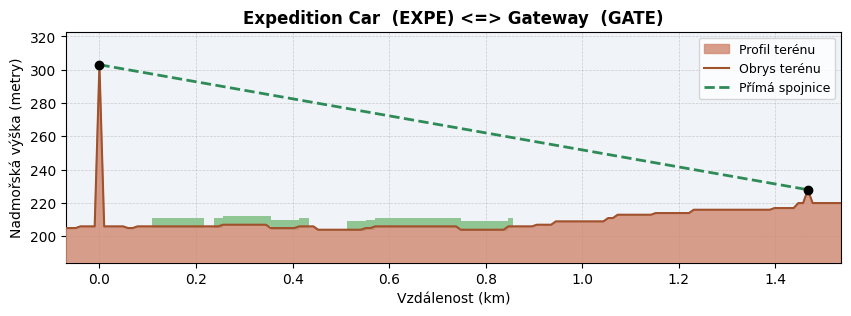 Expedition Car  (EXPE) <=> Gateway  (GATE)
Nadmořská výška (metry)
320
300
280
260
240
220
200
Profil terénu
Obrys terénu
Přímá spojnice
0.0 0.2 0.4 0.6 0.8 1.0 1.2 1.4
Vzdálenost (km)